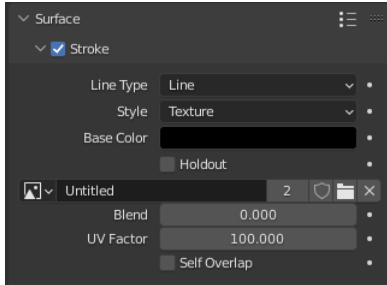 Surface
Stroke
Line Type Line
Style Texture
Base Color
Holdout
Untitled 2
Blend 0.000
UV Factor 100.000
Self Overlap